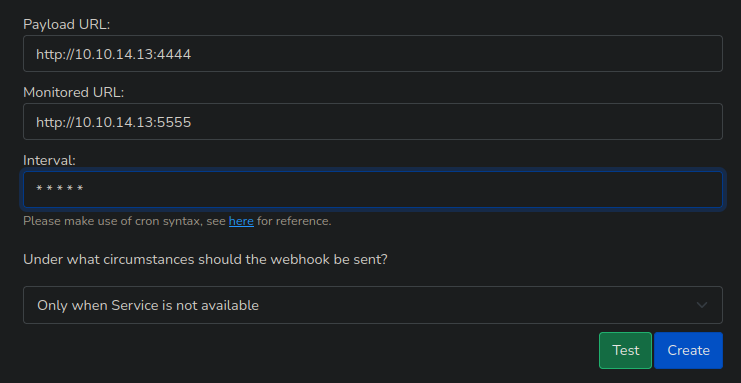 Payload URL:
http://10.10.14.13:4444
Monitored URL:
http://10.10.14.13:5555
Interval:
* * * * *
Please make use of cron syntax, see here for reference.
Under what circumstances should the webhook be sent?
Only when Service is not available
Test Create